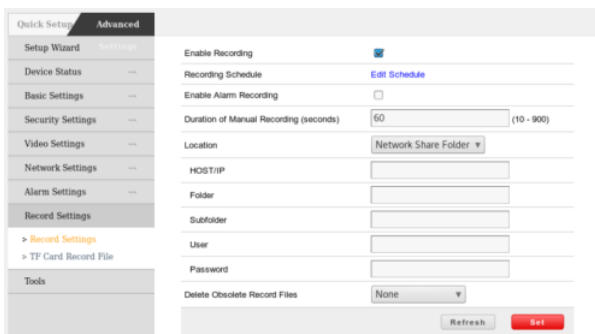 Quick Setup
Advanced
Settings
Setup Wizard
Device Status
Basic Settings
Security Settings
Video Settings
Network Settings
Alarm Settings
Record Settings
> Record Settings
> TF Card Record File
Tools
Enable Recording
Recording Schedule Edit Schedule
Enable Alarm Recording
Duration of Manual Recording (seconds) 60 (10 - 900)
Location Network Share Folder
HOST/IP
Folder
Subfolder
User
Password
Delete Obsolete Record Files None
Refresh Set